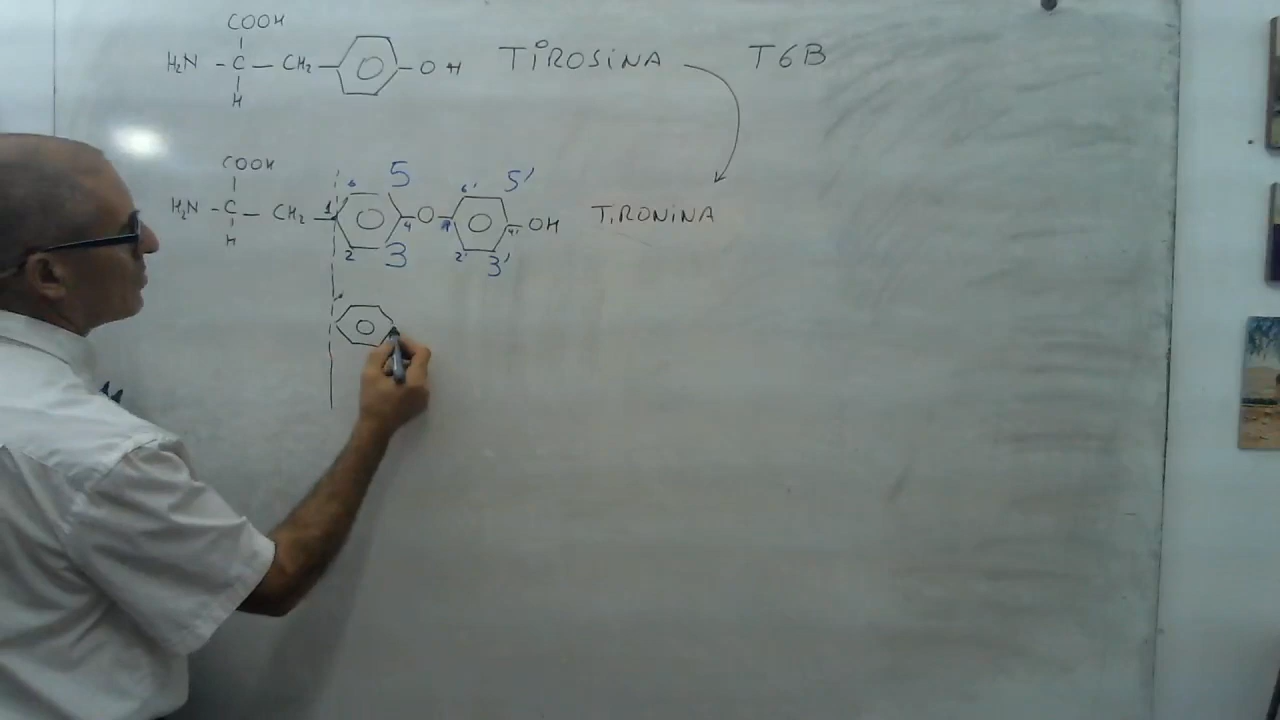 COOH
H₂N - C - CH₂ - OH TIROSINA T6B
H
COOH 6 5 6' 5'
H₂N - C - CH₂ - 1 4 - O - 1' 4' - OH TIRONINA
H 2 3 2' 3'